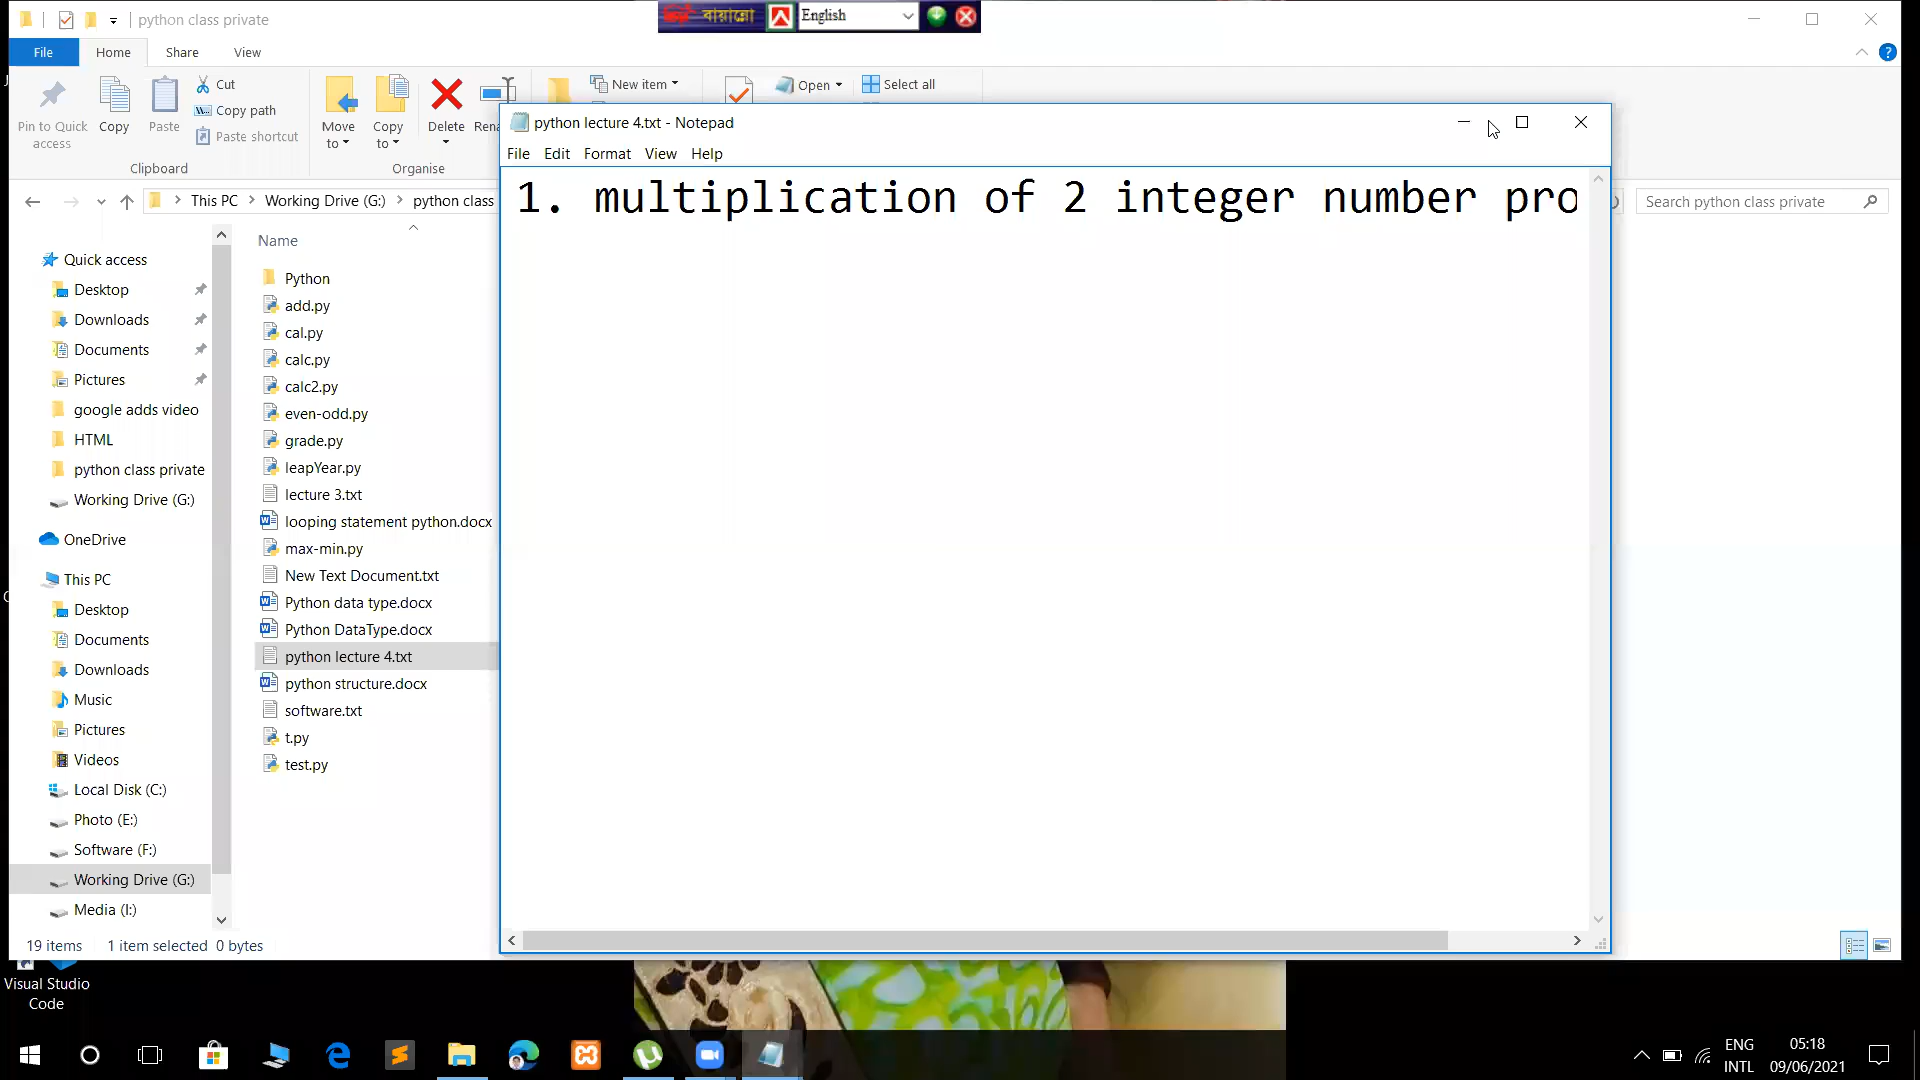 python class private
বায়ান্নো
English
File
Home
Share
View
Pin to Quick access
Copy
Paste
Cut
Copy path
Paste shortcut
Clipboard
Move to
Copy to
Delete
Rena
Organise
New item
Open
Select all
python lecture 4.txt - Notepad
File Edit Format View Help
1. multiplication of 2 integer number pro
This PC > Working Drive (G:) > python class
Search python class private
Quick access
Desktop
Downloads
Documents
Pictures
google adds video
HTML
python class private
Working Drive (G:)
OneDrive
This PC
Desktop
Documents
Downloads
Music
Pictures
Videos
Local Disk (C:)
Photo (E:)
Software (F:)
Working Drive (G:)
Media (I:)
Name
Python
add.py
cal.py
calc.py
calc2.py
even-odd.py
grade.py
leapYear.py
lecture 3.txt
looping statement python.docx
max-min.py
New Text Document.txt
Python data type.docx
Python DataType.docx
python lecture 4.txt
python structure.docx
software.txt
t.py
test.py
19 items
1 item selected 0 bytes
Visual Studio
Code
ENG
INTL
05:18
09/06/2021